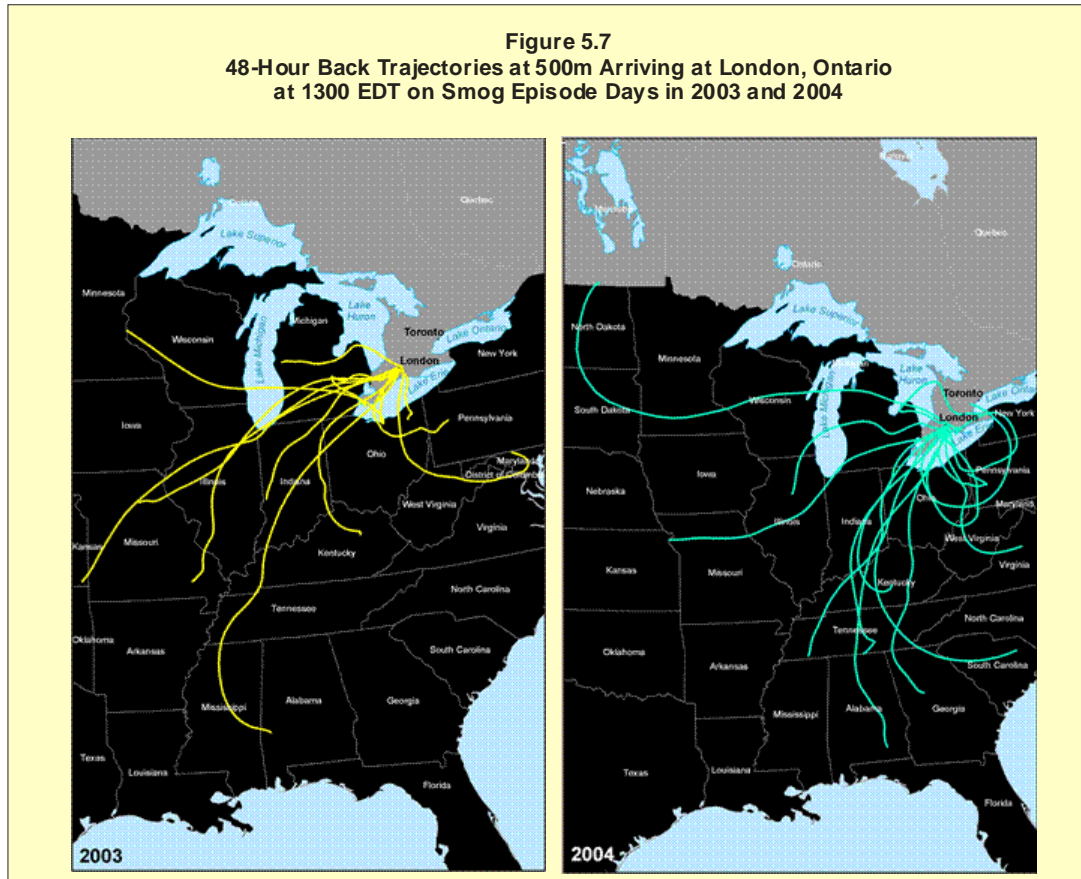 Figure 5.7
48-Hour Back Trajectories at 500m Arriving at London, Ontario
at 1300 EDT on Smog Episode Days in 2003 and 2004
Quebec
Lake Superior
Minnesota
Wisconsin
Michigan
Lake Huron
Lake Michigan
Toronto
Lake Ontario
London
New York
Lake Erie
Iowa
Pennsylvania
Ohio
Maryland
District of Columbia
Illinois
Indiana
West Virginia
Virginia
Kansas
Missouri
Kentucky
North Carolina
Tennessee
Oklahoma
Arkansas
South Carolina
Mississippi
Alabama
Georgia
Texas
Louisiana
Florida
2003
Manitoba
Quebec
Ontario
North Dakota
Minnesota
Lake Superior
South Dakota
Wisconsin
Lake Huron
Toronto
Lake Ontario
London
New York
Iowa
Nebraska
Pennsylvania
Ohio
Maryland
Illinois
Indiana
West Virginia
Virginia
Kansas
Missouri
Kentucky
North Carolina
Tennessee
Oklahoma
Arkansas
South Carolina
Mississippi
Alabama
Georgia
Texas
Louisiana
Florida
2004